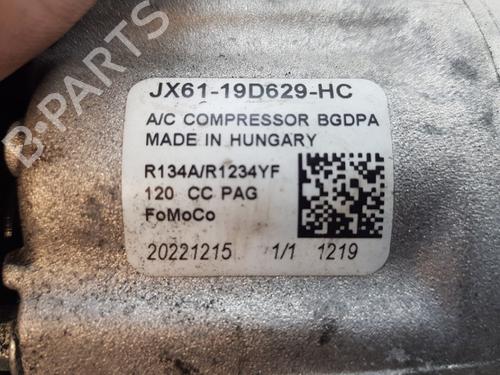 JX61-19D629-HC
A/C COMPRESSOR BGDPA
MADE IN HUNGARY
R134A/R1234YF
120 CC PAG
FoMoCo
20221215 1/1 1219
B-PARTS